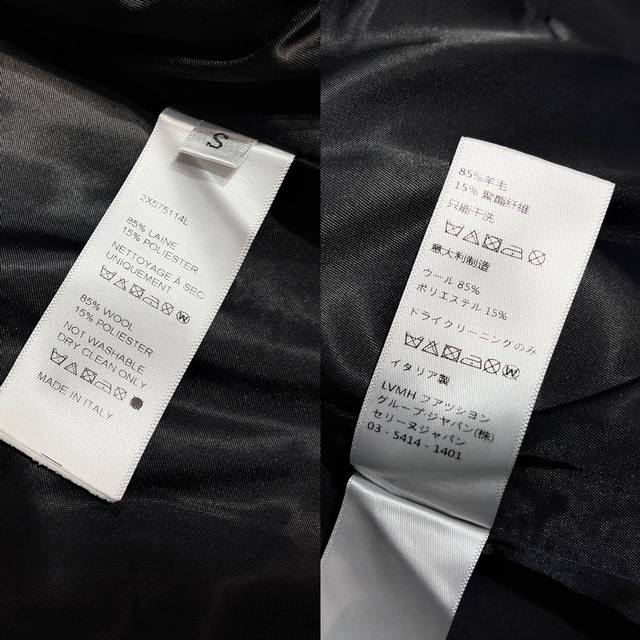 S
2X575114L
85% LAINE
15% POLIESTER
NETTOYAGE À SEC
UNIQUEMENT
W
85% WOOL
15% POLIESTER
NOT WASHABLE
DRY CLEAN ONLY
MADE IN ITALY
85%羊毛
15% 聚酯纤维
只能干洗
意大利制造
ウール 85%
ポリエステル 15%
ドライクリーニングのみ
W
イタリア製
LVMH ファッション
グループ・ジャパン(株)
セリーヌジャパン
03 - 5414 - 1401